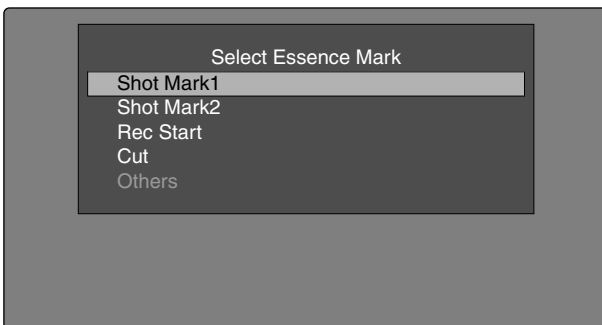 Select Essence Mark
Shot Mark1
Shot Mark2
Rec Start
Cut
Others